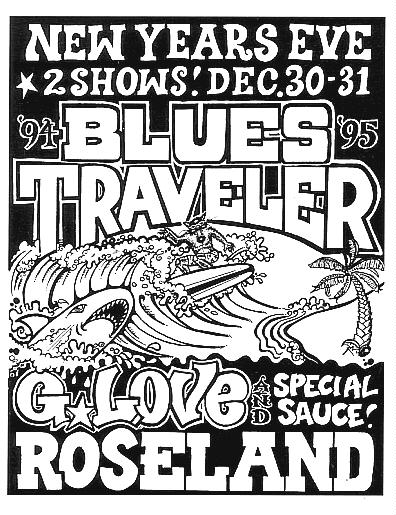 NEW YEARS EVE
★ 2 SHOWS! DEC. 30-31
'94 BLUES '95
TRAVELER
G.★LOVE AND SPECIAL SAUCE!
ROSELAND